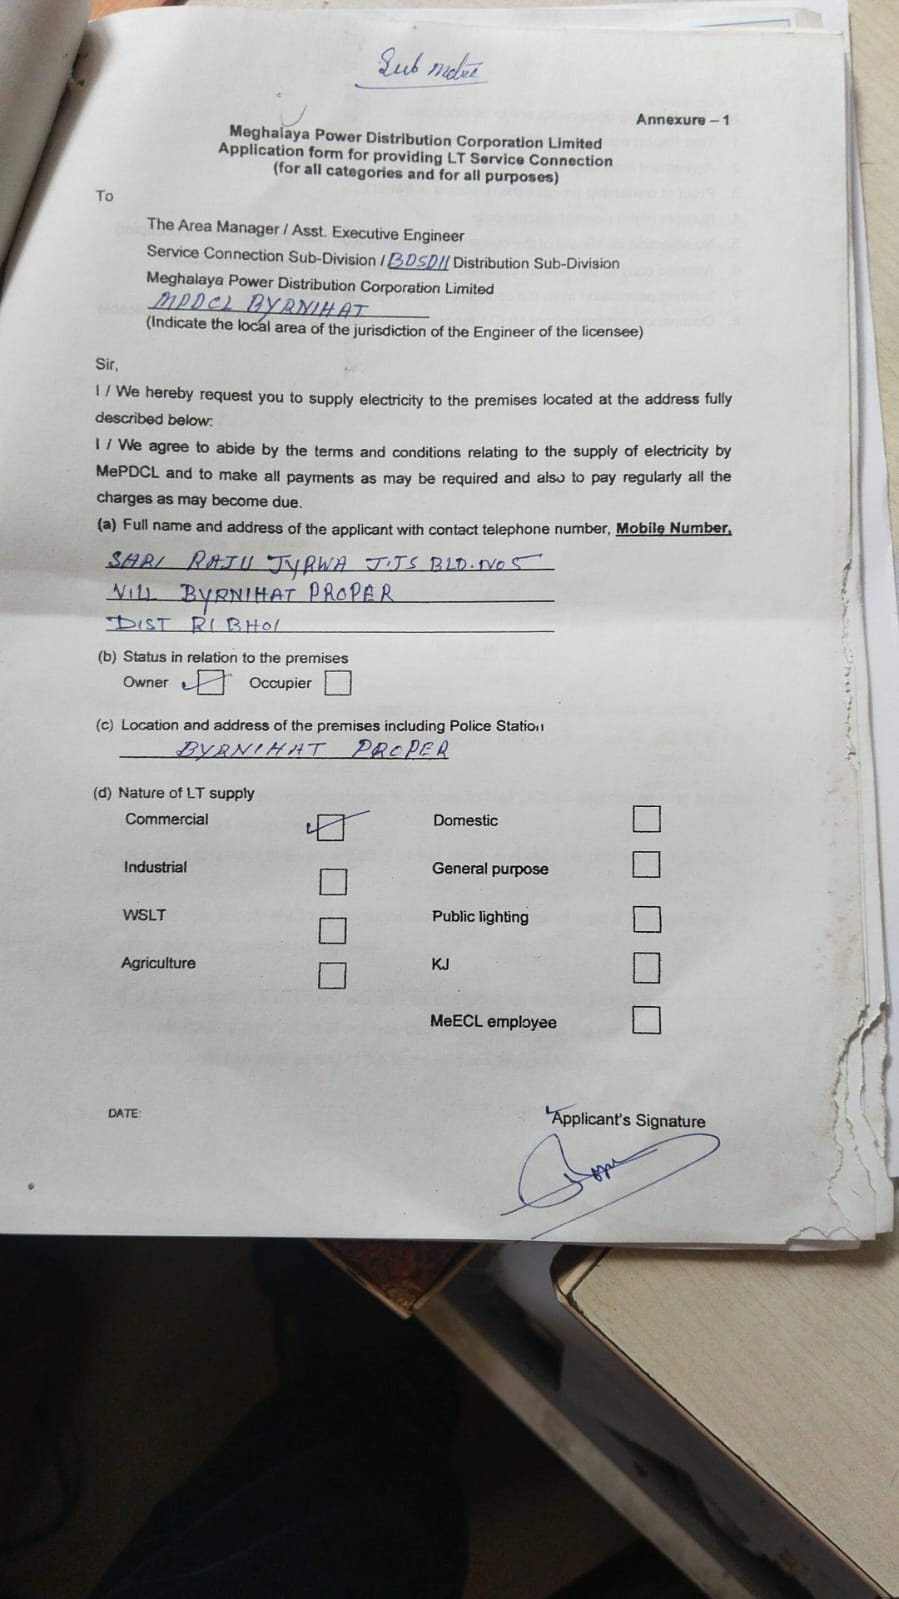 Sub meter
Annexure – 1
Meghalaya Power Distribution Corporation Limited
Application form for providing LT Service Connection
(for all categories and for all purposes)
To
The Area Manager / Asst. Executive Engineer
Service Connection Sub-Division / BDSD11 Distribution Sub-Division
Meghalaya Power Distribution Corporation Limited
MPDCL BYRNIHAT
(Indicate the local area of the jurisdiction of the Engineer of the licensee)
Sir,
I / We hereby request you to supply electricity to the premises located at the address fully
described below:
I / We agree to abide by the terms and conditions relating to the supply of electricity by
MePDCL and to make all payments as may be required and also to pay regularly all the
charges as may become due.
(a) Full name and address of the applicant with contact telephone number, Mobile Number,
SHRI RAJU JYRWA J.JS BLD.NO5
VILL BYRNIHAT PROPER
DIST RI BHOI
(b) Status in relation to the premises
Owner Occupier
(c) Location and address of the premises including Police Station
BYRNIHAT PROPER
(d) Nature of LT supply
Commercial Domestic
Industrial General purpose
WSLT Public lighting
Agriculture KJ
MeECL employee
DATE: Applicant's Signature